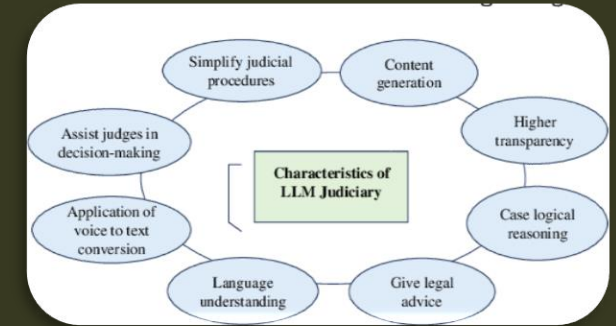 Simplify judicial
procedures
Content
generation
Higher
transparency
Assist judges in
decision-making
Characteristics of
LLM Judiciary
Application of
voice to text
conversion
Case logical
reasoning
Language
understanding
Give legal
advice